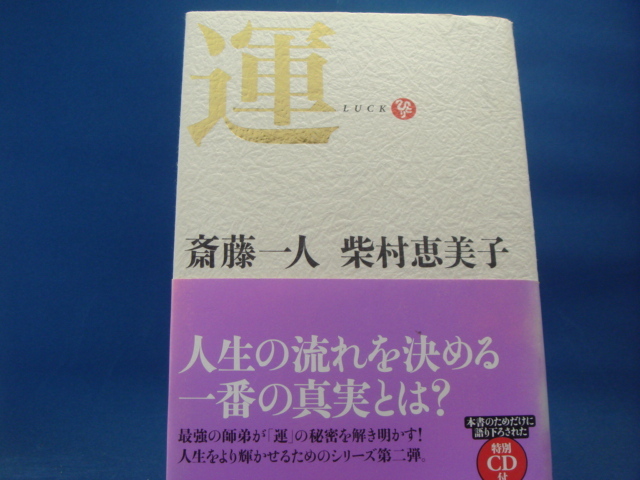 運
LUCK
ひとり
斎藤一人 柴村恵美子
人生の流れを決める
一番の真実とは?
最強の師弟が「運」の秘密を解き明かす!
人生をより輝かせるためのシリーズ第二弾。
本書のためだけに
語り下ろされた
特別
CD
付